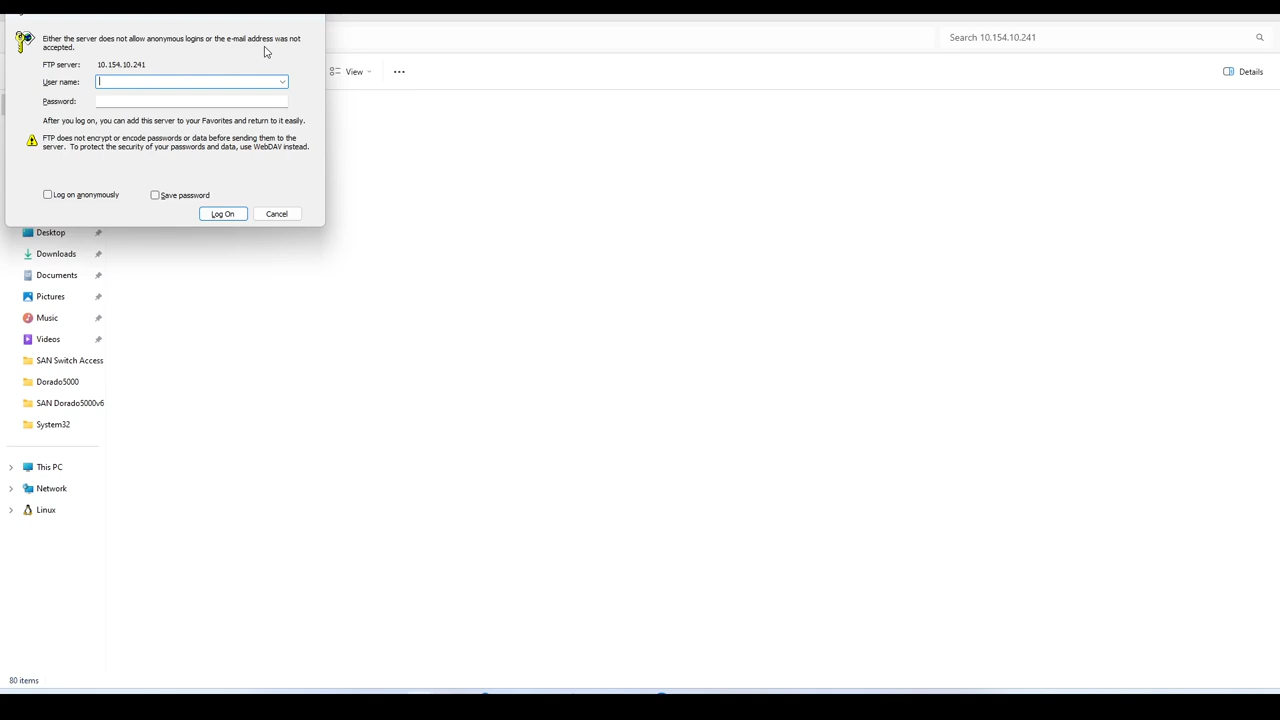 Either the server does not allow anonymous logins or the e-mail address was not
accepted.
FTP server: 10.154.10.241
User name:
Password:
After you log on, you can add this server to your Favorites and return to it easily.
FTP does not encrypt or encode passwords or data before sending them to the
server. To protect the security of your passwords and data, use WebDAV instead.
Log on anonymously
Save password
Log On
Cancel
View
Search 10.154.10.241
Details
Desktop
Downloads
Documents
Pictures
Music
Videos
SAN Switch Access
Dorado5000
SAN Dorado5000v6
System32
This PC
Network
Linux
80 items